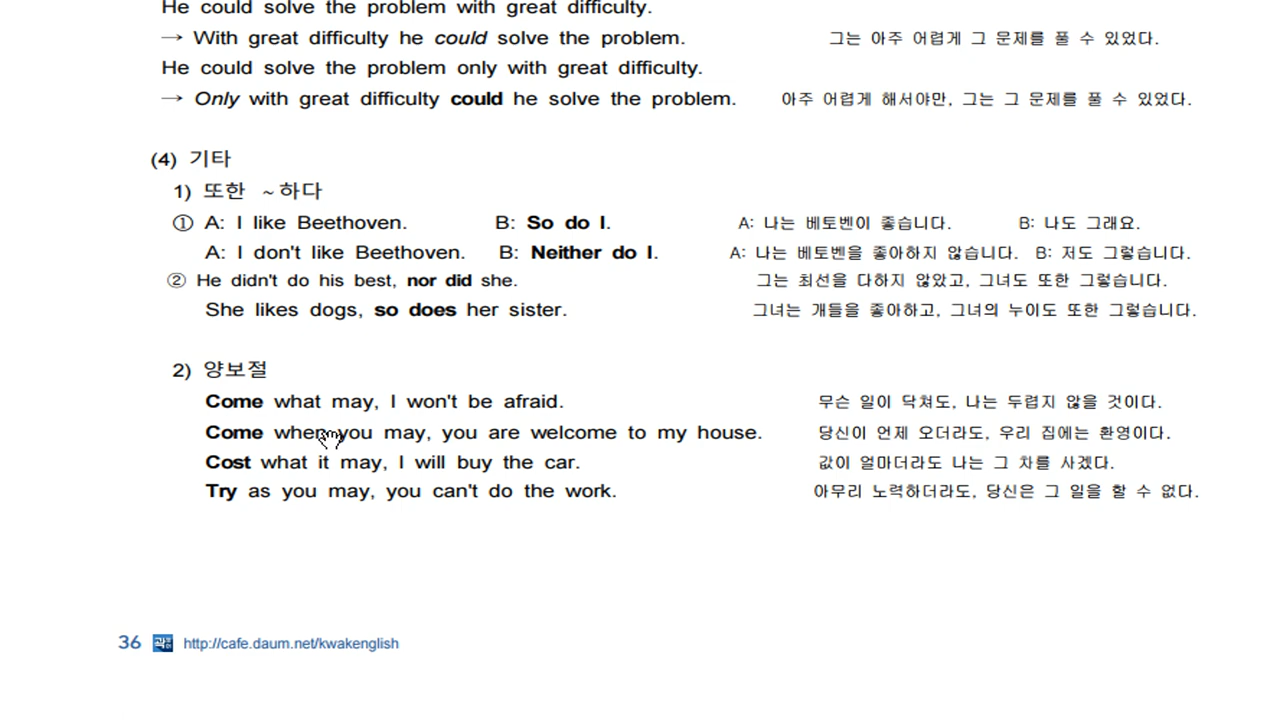 He could solve the problem with great difficulty.
→ With great difficulty he could solve the problem. 그는 아주 어렵게 그 문제를 풀 수 있었다.
He could solve the problem only with great difficulty.
→ Only with great difficulty could he solve the problem. 아주 어렵게 해서야만, 그는 그 문제를 풀 수 있었다.
(4) 기타
1) 또한 ~하다
① A: I like Beethoven. B: So do I. A: 나는 베토벤이 좋습니다. B: 나도 그래요.
A: I don't like Beethoven. B: Neither do I. A: 나는 베토벤을 좋아하지 않습니다. B: 저도 그렇습니다.
② He didn't do his best, nor did she. 그는 최선을 다하지 않았고, 그녀도 또한 그렇습니다.
She likes dogs, so does her sister. 그녀는 개들을 좋아하고, 그녀의 누이도 또한 그렇습니다.
2) 양보절
Come what may, I won't be afraid. 무슨 일이 닥쳐도, 나는 두렵지 않을 것이다.
Come when you may, you are welcome to my house. 당신이 언제 오더라도, 우리 집에는 환영이다.
Cost what it may, I will buy the car. 값이 얼마더라도 나는 그 차를 사겠다.
Try as you may, you can't do the work. 아무리 노력하더라도, 당신은 그 일을 할 수 없다.
36 http://cafe.daum.net/kwakenglish